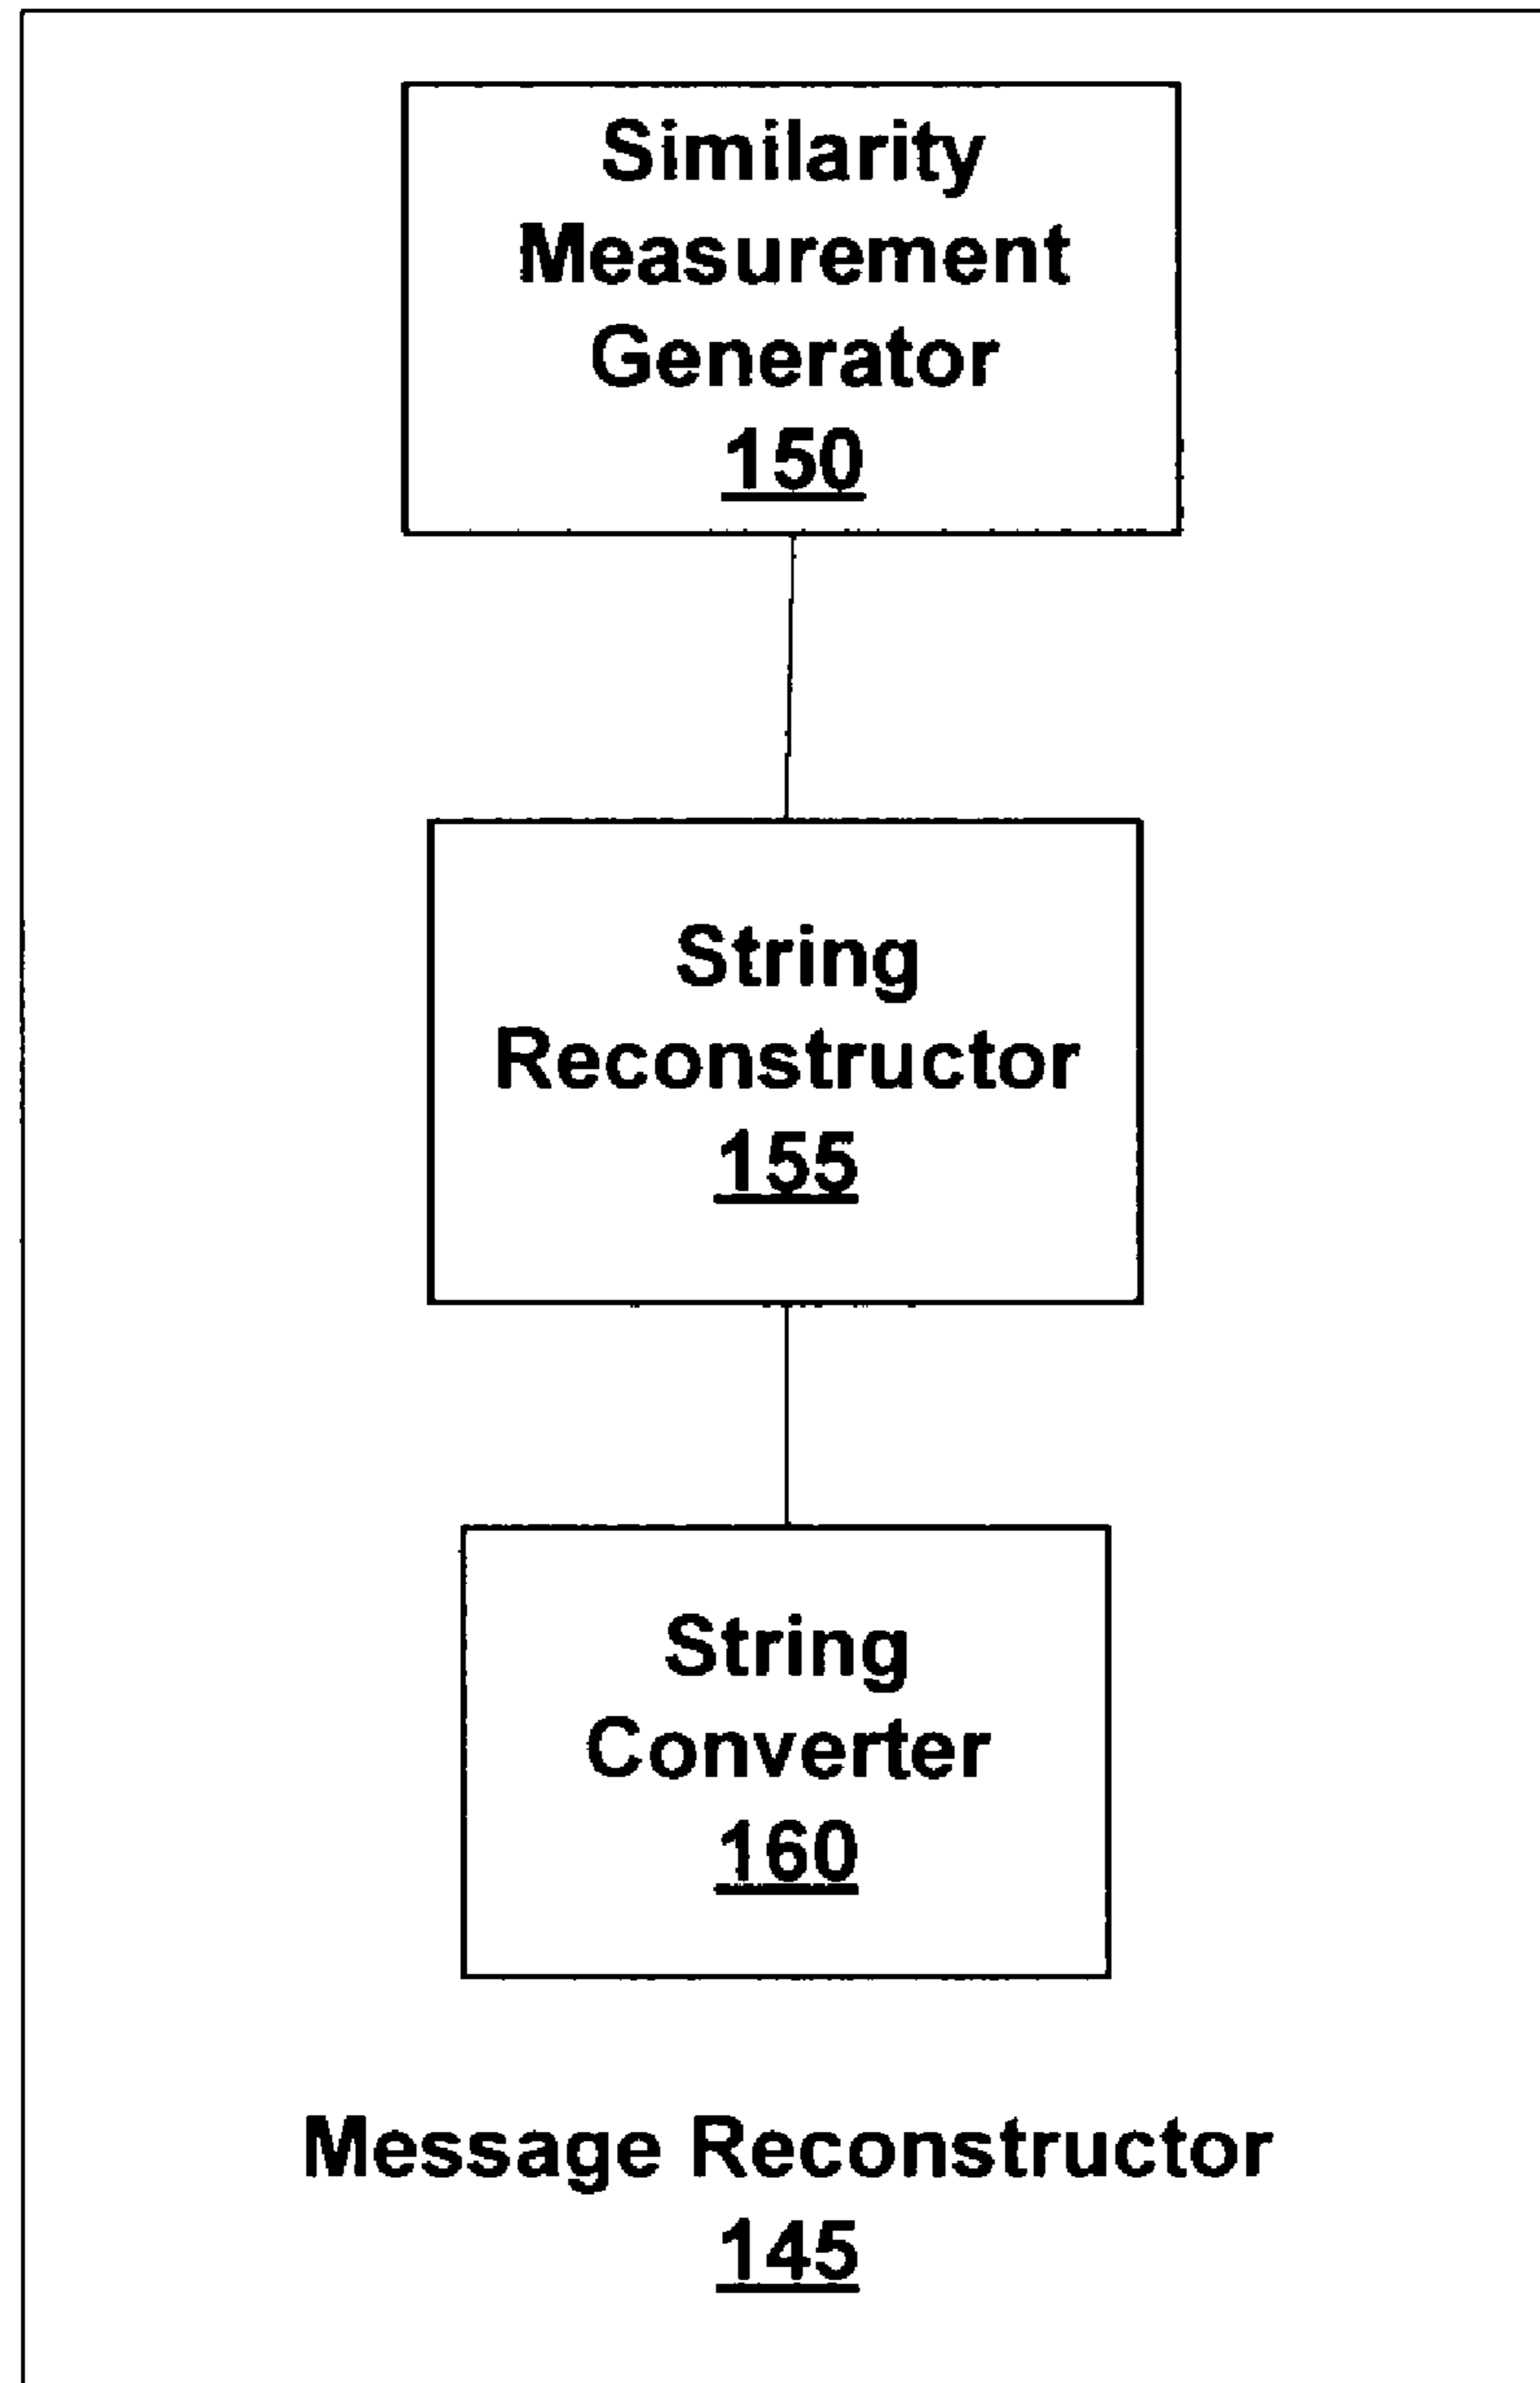 Similarity
Measurement
Generator
150
String
Reconstructor
155
String
Converter
160
Message Reconstructor
145